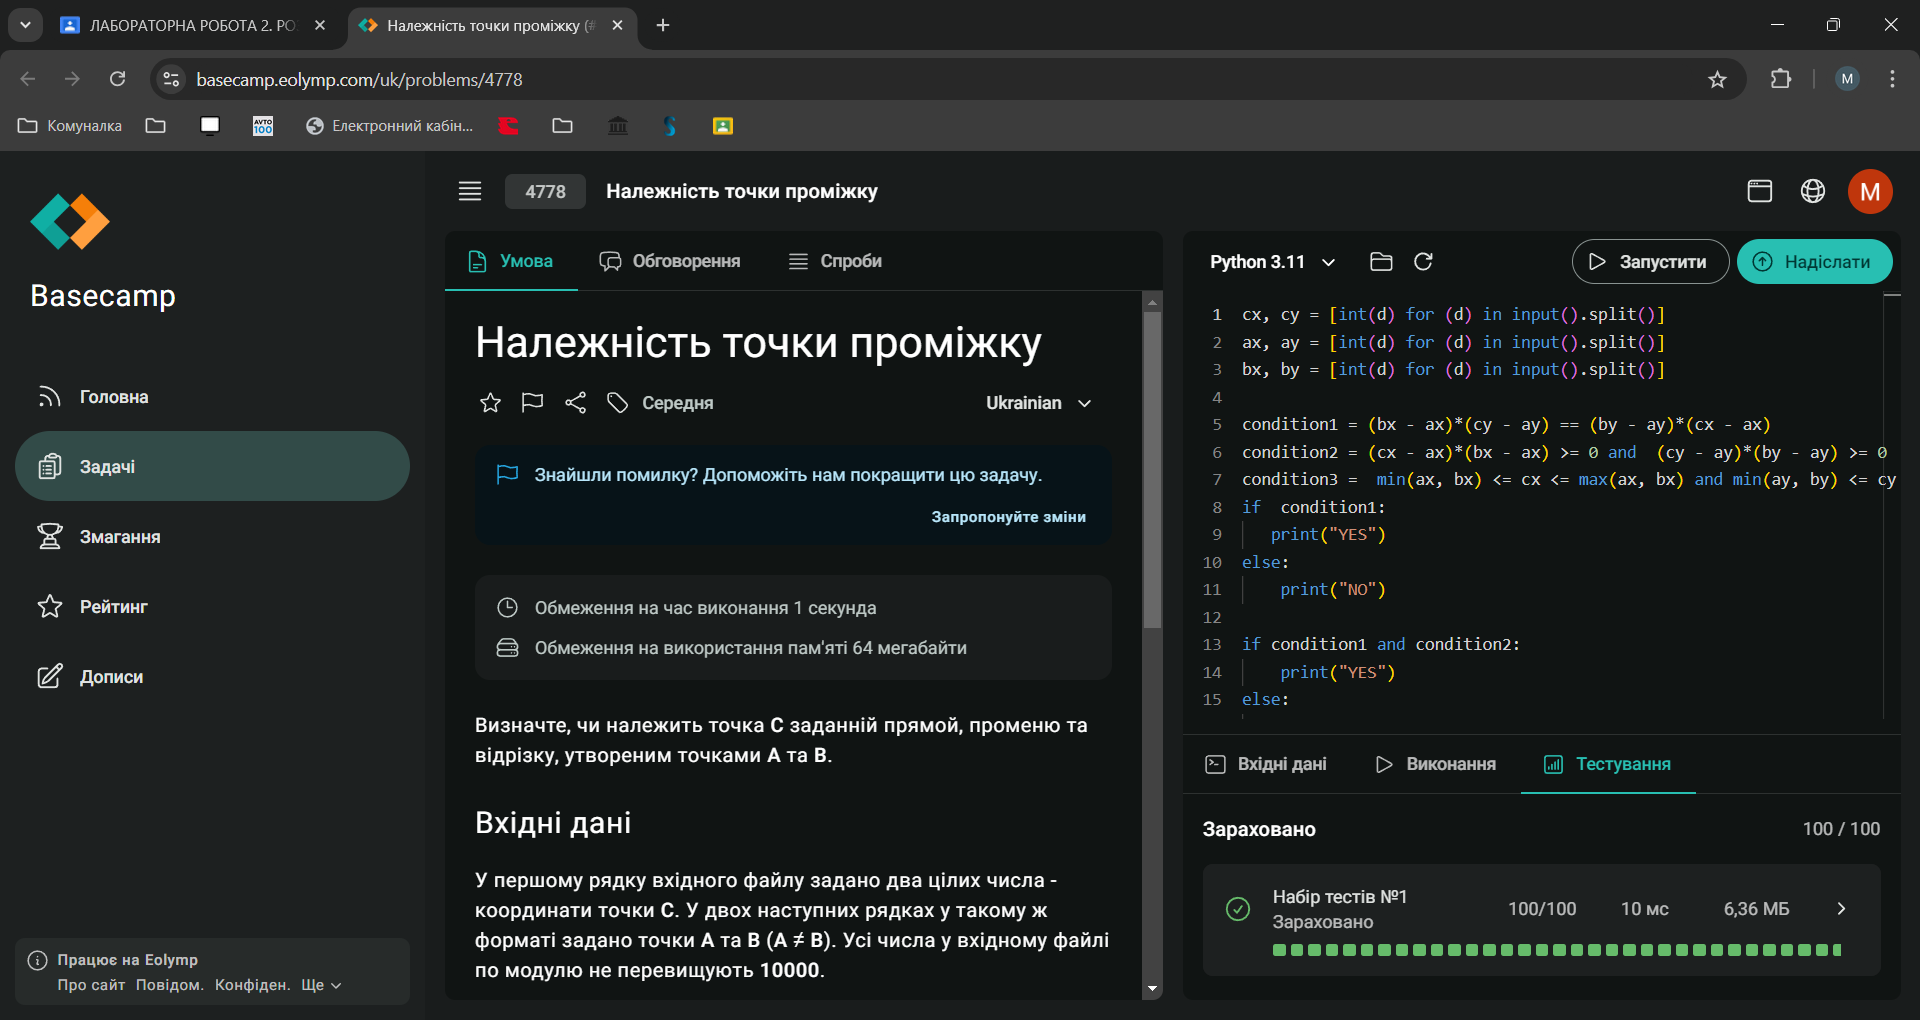 ЛАБОРАТОРНА РОБОТА 2. РО
Належність точки проміжку (#
basecamp.eolymp.com/uk/problems/4778
M
Комуналка
AVTO
100
Електронний кабін...
Basecamp
Головна
Задачі
Змагання
Рейтинг
Дописи
Працює на Eolymp
Про сайт Повідом. Конфіден. Ще
4778 Належність точки проміжку
M
Умова Обговорення Спроби
Належність точки проміжку
Середня Ukrainian
Знайшли помилку? Допоможіть нам покращити цю задачу.
Запропонуйте зміни
Обмеження на час виконання 1 секунда
Обмеження на використання пам'яті 64 мегабайти
Визначте, чи належить точка C заданній прямой, променю та
відрізку, утвореним точками A та B.
Вхідні дані
У першому рядку вхідного файлу задано два цілих числа -
координати точки C. У двох наступних рядках у такому ж
форматі задано точки A та B (A ≠ B). Усі числа у вхідному файлі
по модулю не перевищують 10000.
Python 3.11 Запустити Надіслати
1 cx, cy = [int(d) for (d) in input().split()]
2 ax, ay = [int(d) for (d) in input().split()]
3 bx, by = [int(d) for (d) in input().split()]
4
5 condition1 = (bx - ax)*(cy - ay) == (by - ay)*(cx - ax)
6 condition2 = (cx - ax)*(bx - ax) >= 0 and  (cy - ay)*(by - ay) >= 0
7 condition3 =  min(ax, bx) <= cx <= max(ax, bx) and min(ay, by) <= cy
8 if  condition1:
9    print("YES")
10 else:
11     print("NO")
12
13 if condition1 and condition2:
14     print("YES")
15 else:
Вхідні дані Виконання Тестування
Зараховано 100 / 100
Набір тестів №1
Зараховано
100/100 10 мс 6,36 МБ